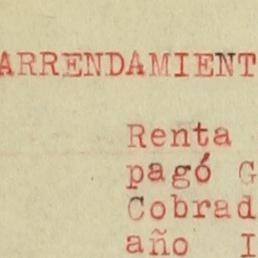 ARRENDAMIENT
Renta
pagó G
Cobrad
año I